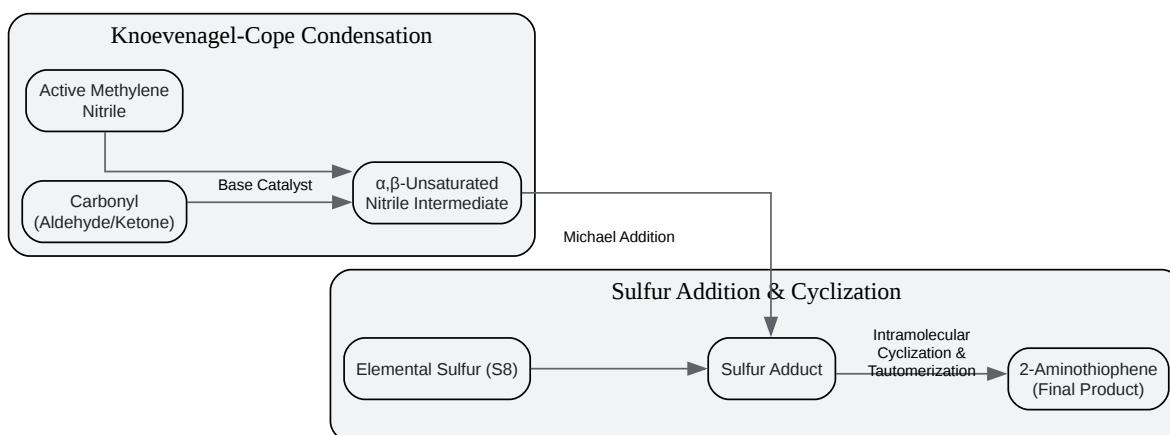 Knoevenagel-Cope Condensation
Active Methylene
Nitrile
Base Catalyst
Carbonyl
(Aldehyde/Ketone)
α,β-Unsaturated
Nitrile Intermediate
Michael Addition
Sulfur Addition & Cyclization
Elemental Sulfur (S8)
Sulfur Adduct
Intramolecular
Cyclization &
Tautomerization
2-Aminothiophene
(Final Product)